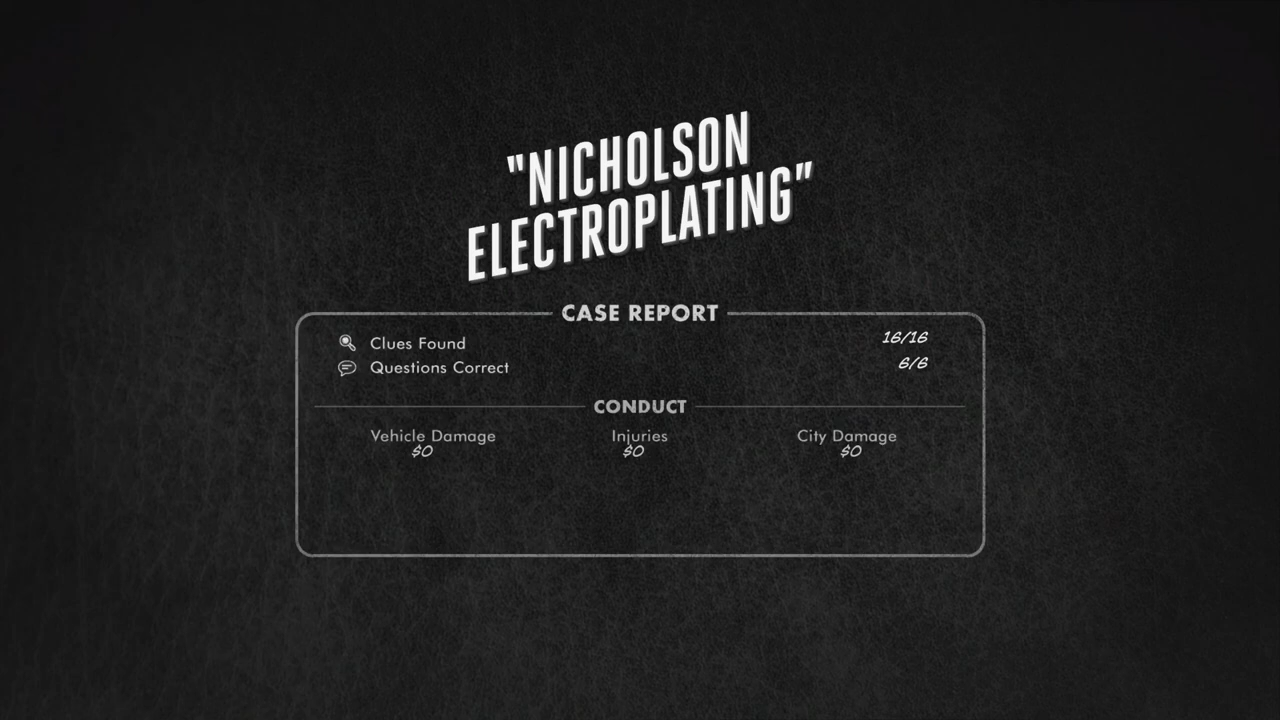 "NICHOLSON
ELECTROPLATING"
CASE REPORT
Clues Found 16/16
Questions Correct 6/6
CONDUCT
Vehicle Damage Injuries City Damage
$0 $0 $0